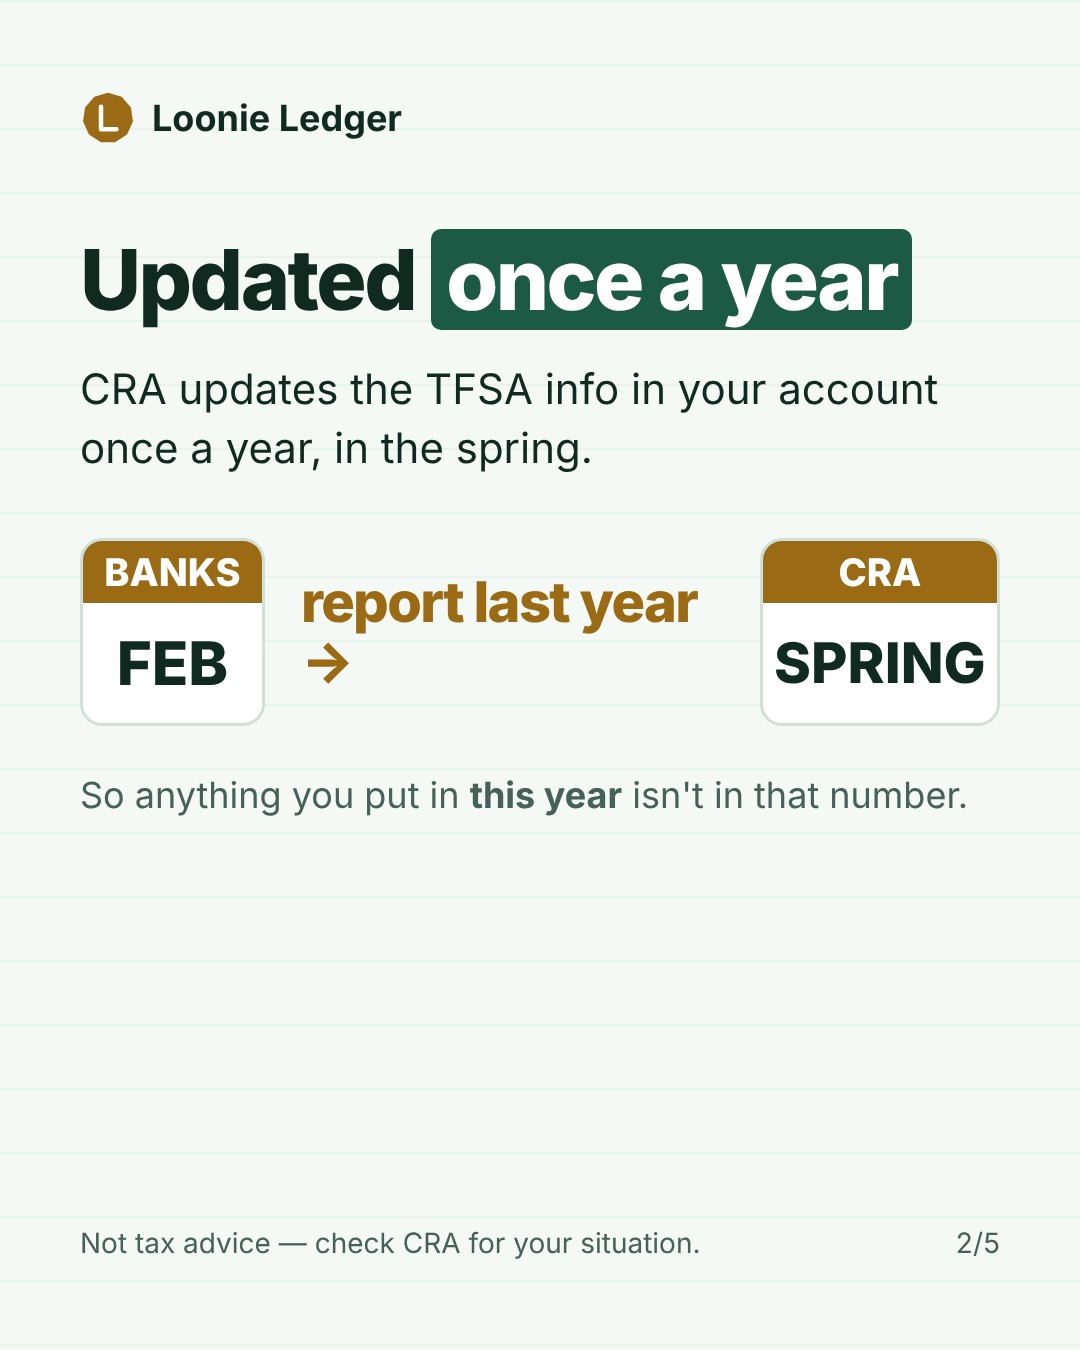 L
Loonie Ledger
Updated once a year
CRA updates the TFSA info in your account
once a year, in the spring.
BANKS
FEB
report last year
→
CRA
SPRING
So anything you put in this year isn't in that number.
Not tax advice — check CRA for your situation.
2/5